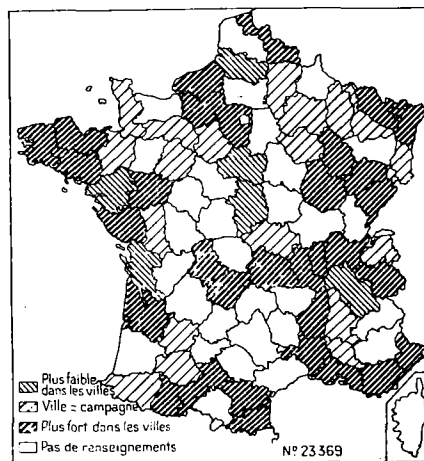 Plus faible
dans les villes
Ville = campagne
Plus fort dans les villes
Pas de renseignements
N° 23369